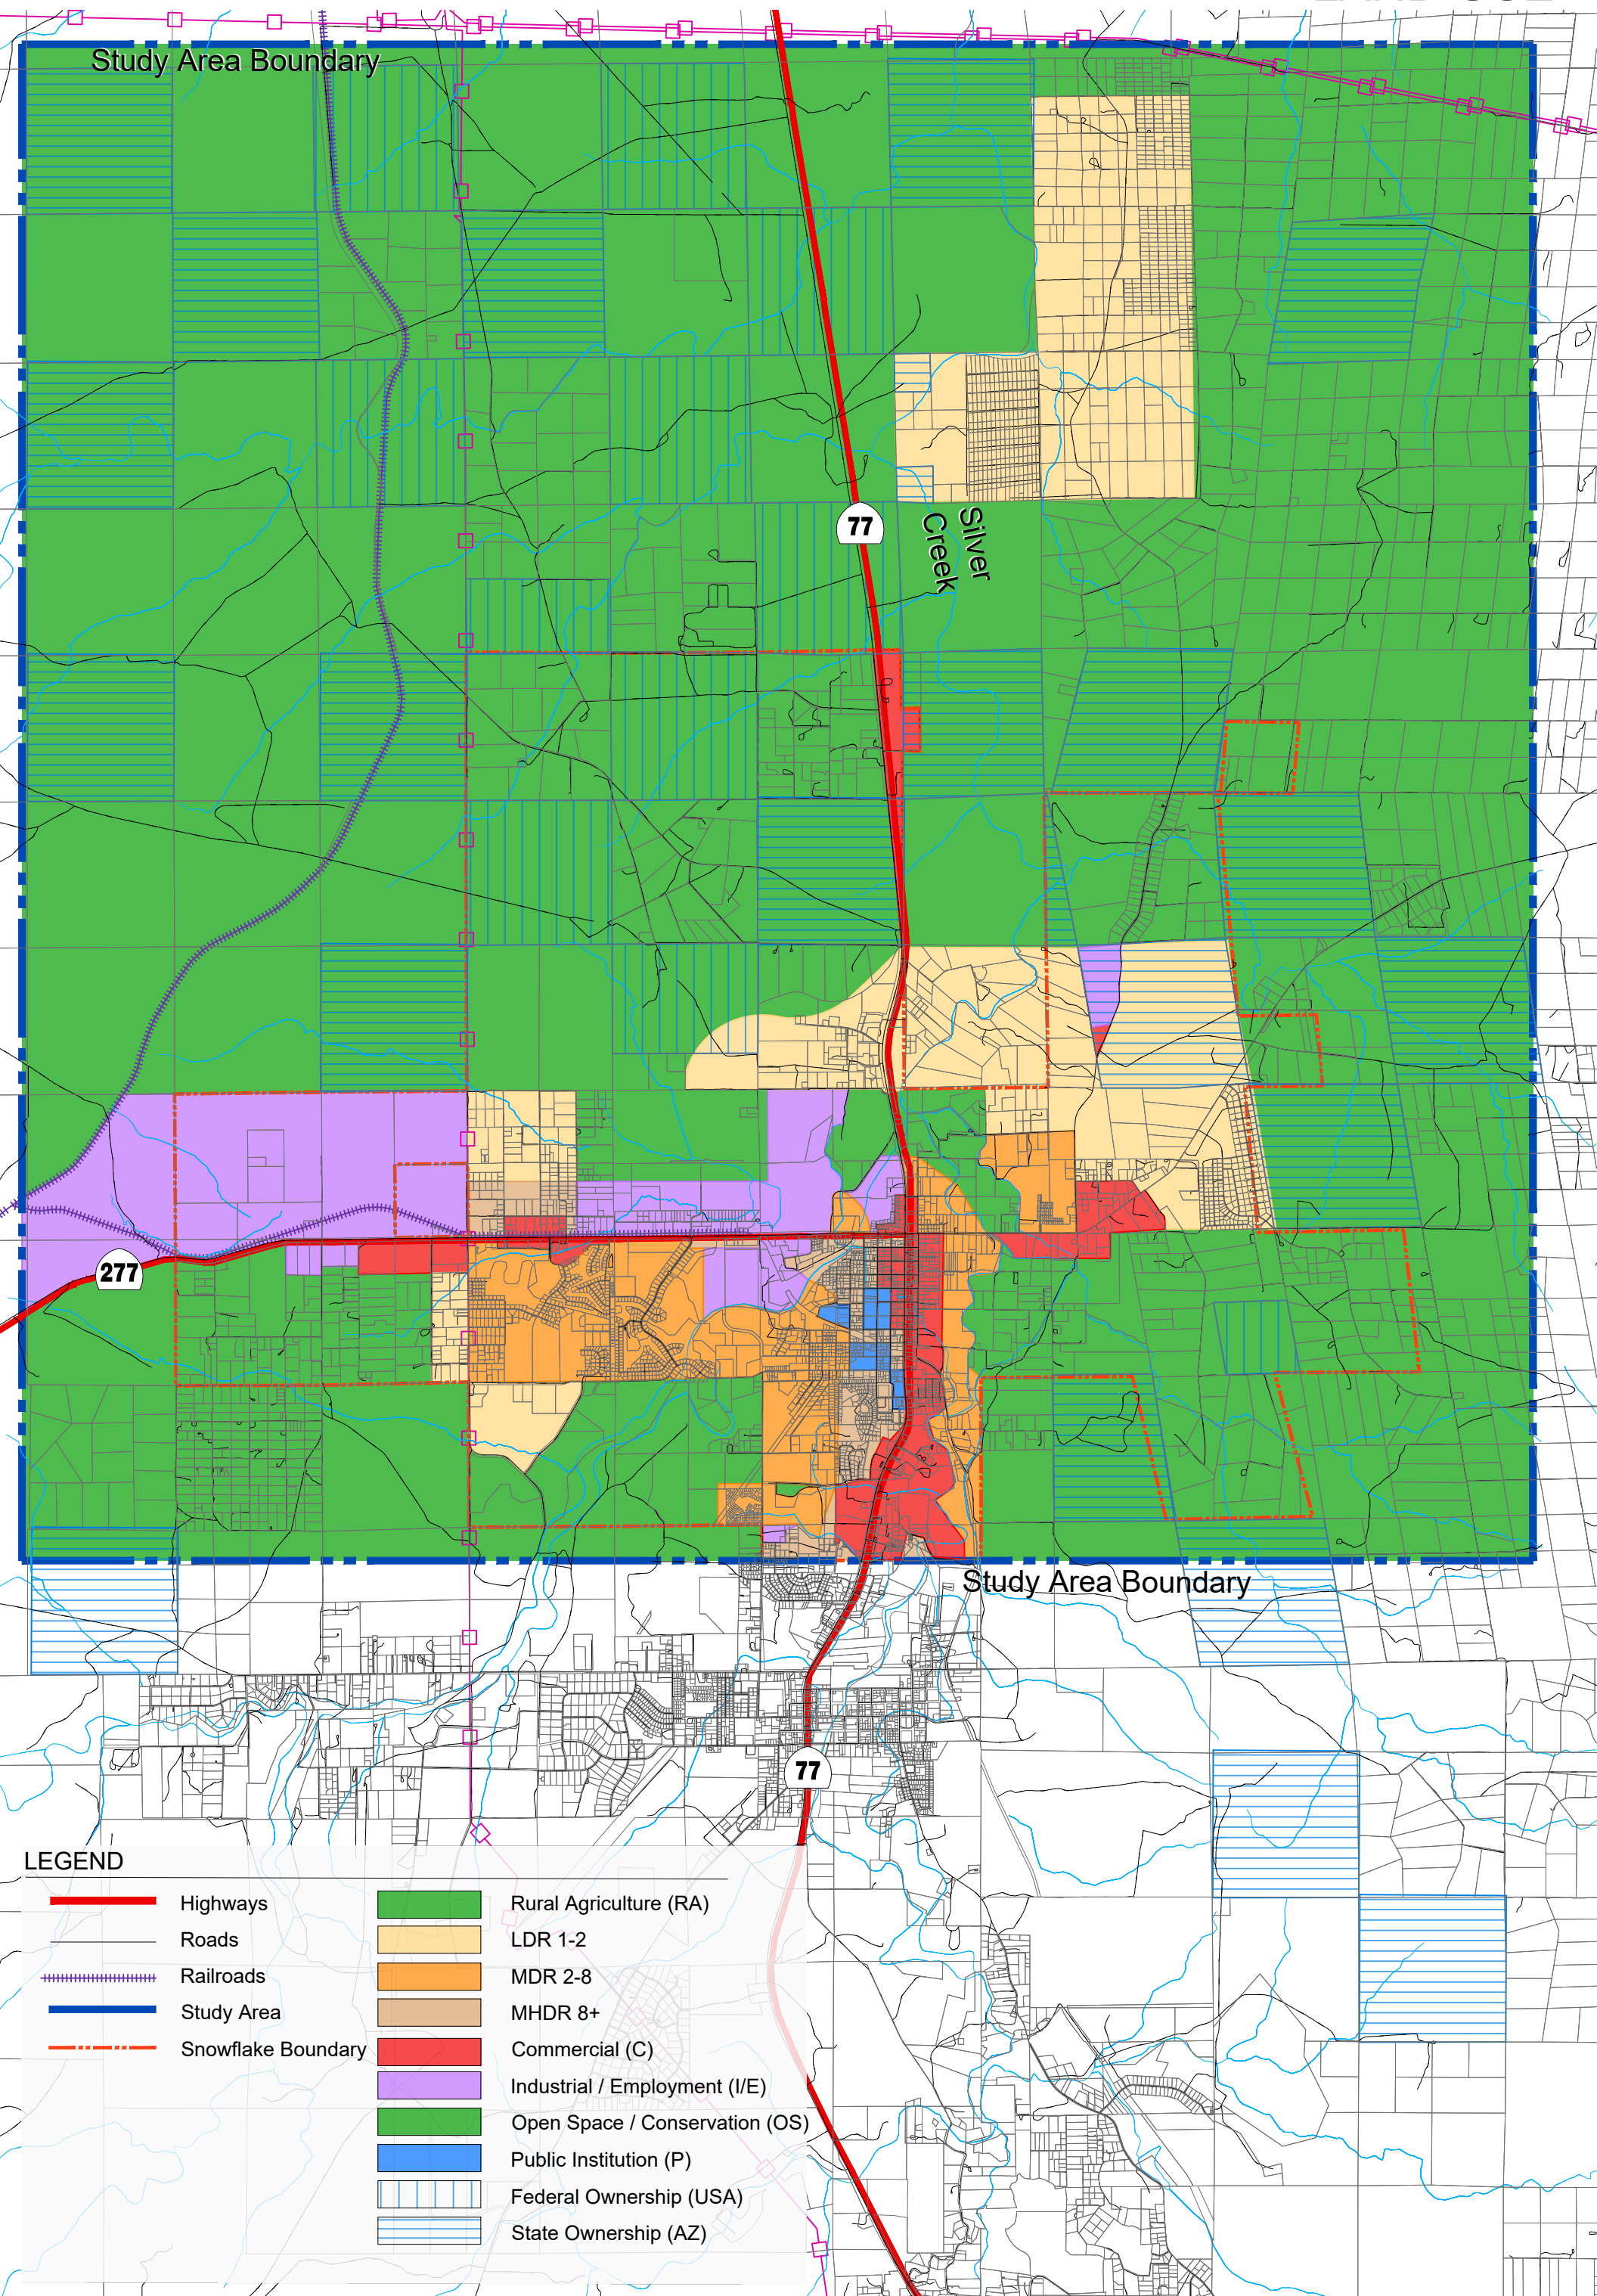 Study Area Boundary
77
Silver
Creek
277
Study Area Boundary
77
LEGEND
Highways
Roads
Railroads
Study Area
Snowflake Boundary
Rural Agriculture (RA)
LDR 1-2
MDR 2-8
MHDR 8+
Commercial (C)
Industrial / Employment (I/E)
Open Space / Conservation (OS)
Public Institution (P)
Federal Ownership (USA)
State Ownership (AZ)